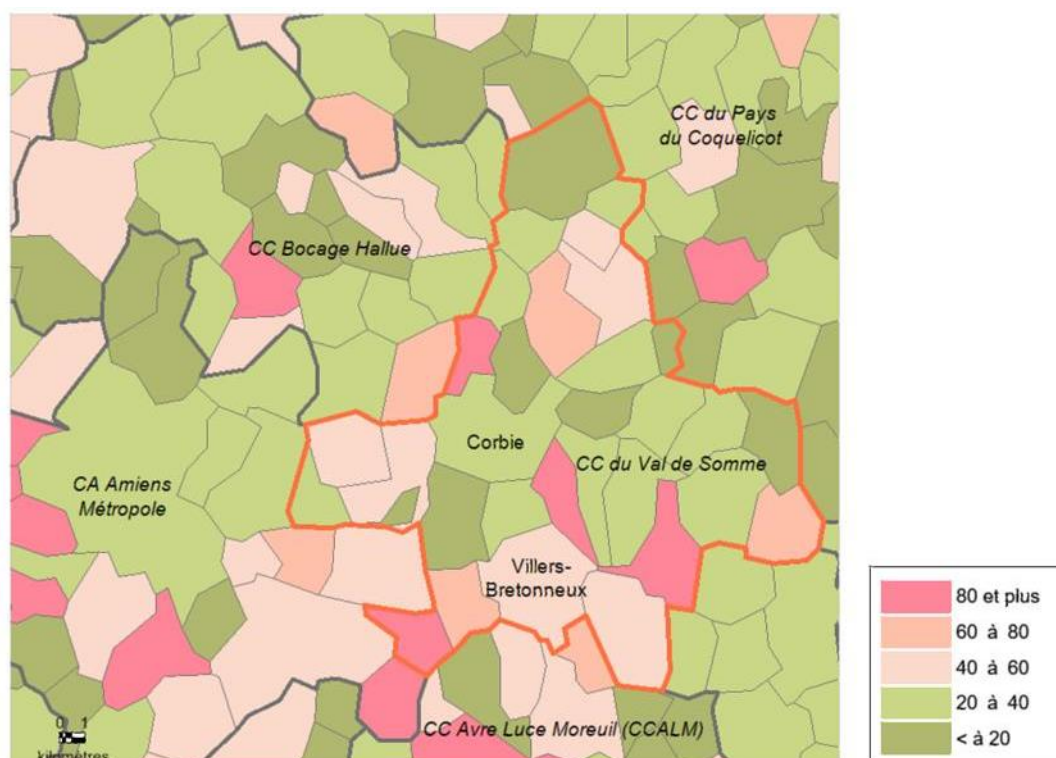 CC du Pays
du Coquelicot
CC Bocage Hallue
Corbie
CC du Val de Somme
CA Amiens
Métropole
Villers-
Bretonneux
CC Avre Luce Moreuil (CCALM)
0 1
kilomètres
80 et plus
60 à 80
40 à 60
20 à 40
< à 20